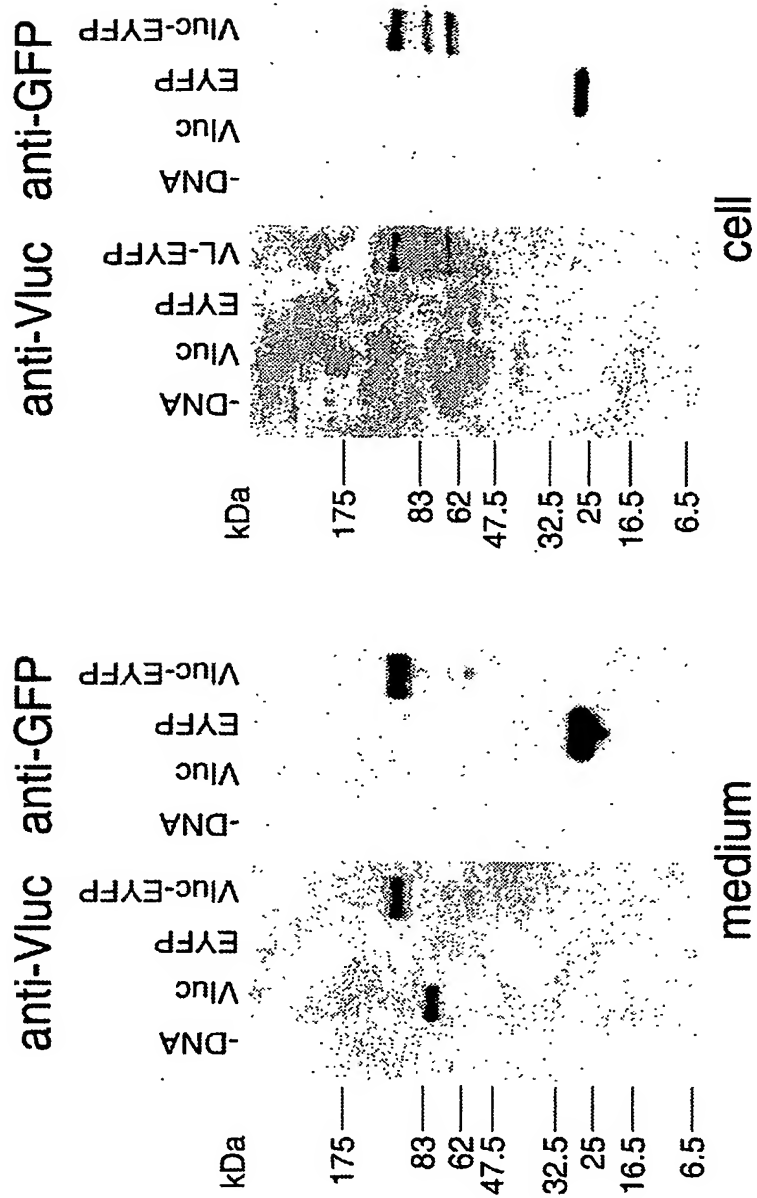 anti-Vluc anti-GFP
kDa
-DNA
Vluc
EYFP
Vluc-EYFP
-DNA
Vluc
EYFP
Vluc-EYFP
175
83
62
47.5
32.5
25
16.5
6.5
medium
anti-Vluc anti-GFP
kDa
-DNA
Vluc
EYFP
VL-EYFP
-DNA
Vluc
EYFP
Vluc-EYFP
175
83
62
47.5
32.5
25
16.5
6.5
cell